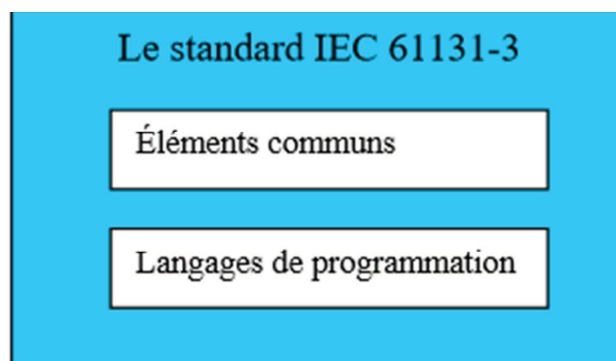 Le standard IEC 61131-3
Éléments communs
Langages de programmation